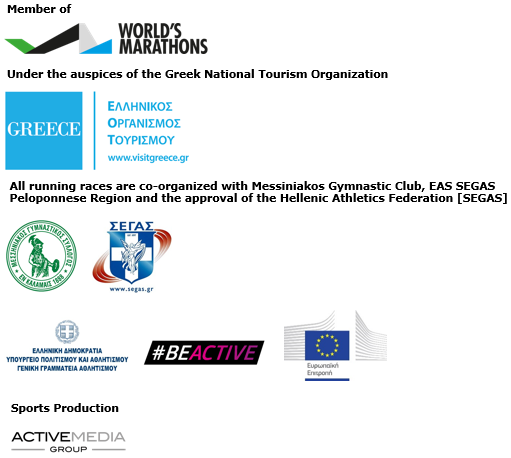 Member of
WORLD'S
MARATHONS
Under the auspices of the Greek National Tourism Organization
GREECE
ΕΛΛΗΝΙΚΟΣ
ΟΡΓΑΝΙΣΜΟΣ
ΤΟΥΡΙΣΜΟΥ
www.visitgreece.gr
All running races are co-organized with Messiniakos Gymnastic Club, EAS SEGAS
Peloponnese Region and the approval of the Hellenic Athletics Federation [SEGAS]
ΜΕΣΣΗΝΙΑΚΟΣ ΓΥΜΝΑΣΤΙΚΟΣ ΣΥΛΛΟΓΟΣ
ΕΝ ΚΑΛΑΜΑΙΣ 1888
ΣΕΓΑΣ
www.segas.gr
ΕΛΛΗΝΙΚΗ ΔΗΜΟΚΡΑΤΙΑ
ΥΠΟΥΡΓΕΙΟ ΠΟΛΙΤΙΣΜΟΥ ΚΑΙ ΑΘΛΗΤΙΣΜΟΥ
ΓΕΝΙΚΗ ΓΡΑΜΜΑΤΕΙΑ ΑΘΛΗΤΙΣΜΟΥ
#BEACTIVE
Ευρωπαϊκή
Επιτροπή
Sports Production
ACTIVEMEDIA
GROUP